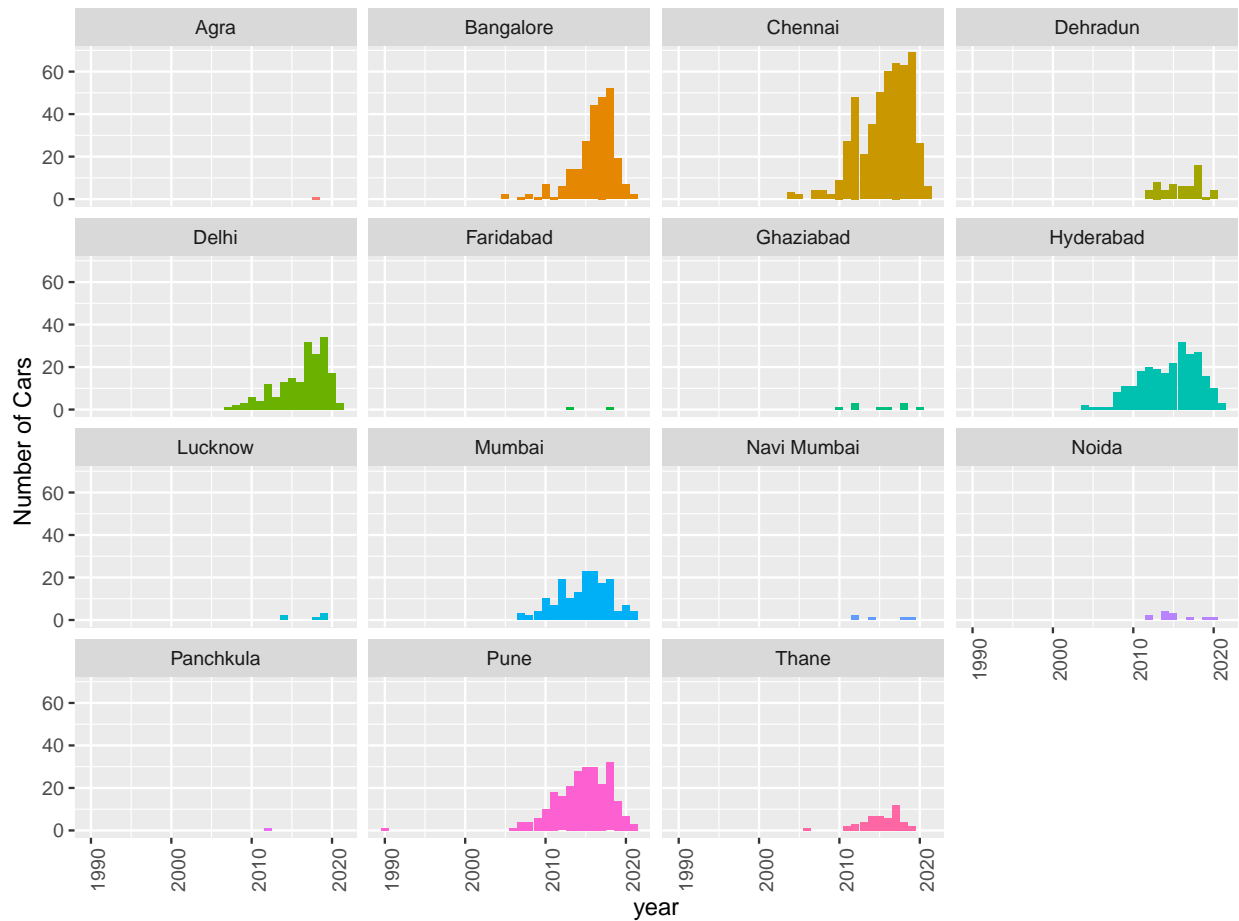 Agra
Bangalore
Chennai
Dehradun
60
40
20
0
Delhi
Faridabad
Ghaziabad
Hyderabad
60
40
20
0
Lucknow
Mumbai
Navi Mumbai
Noida
60
40
20
0
1990
2000
2010
2020
Panchkula
Pune
Thane
60
40
20
0
1990
2000
2010
2020
1990
2000
2010
2020
1990
2000
2010
2020
year
Number of Cars